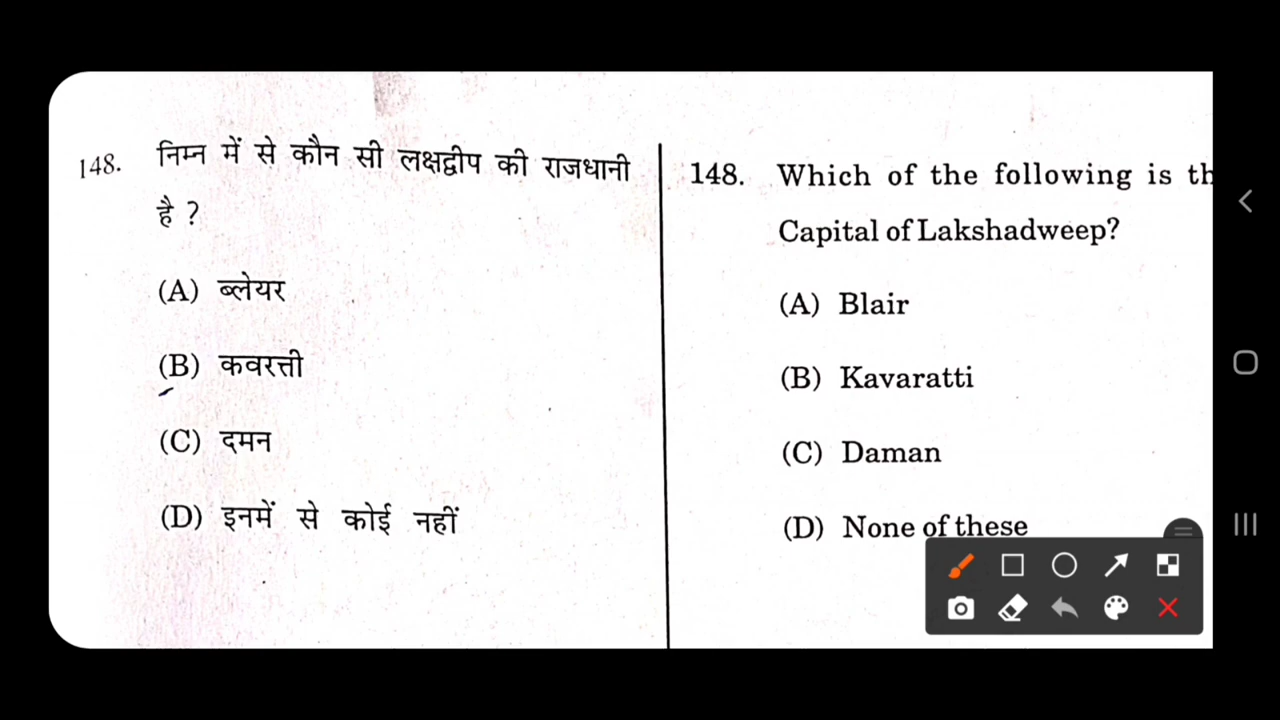 148. निम्न में से कौन सी लक्षद्वीप की राजधानी
है ?
(A) ब्लेयर
(B) कवरत्ती
(C) दमन
(D) इनमें से कोई नहीं
148. Which of the following is th
Capital of Lakshadweep?
(A) Blair
(B) Kavaratti
(C) Daman
(D) None of these